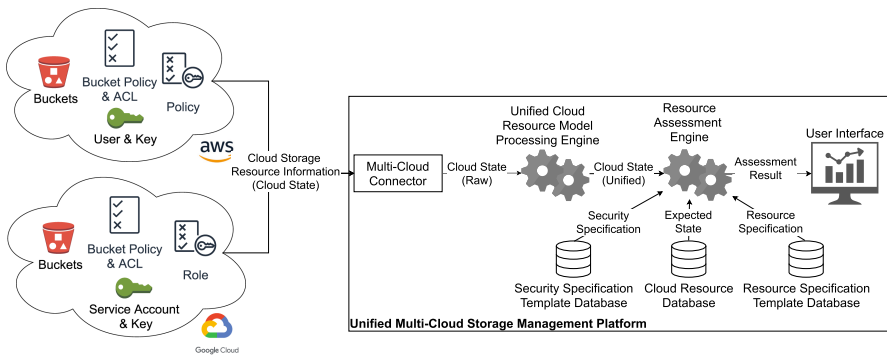 Buckets
Bucket Policy
& ACL
Policy
User & Key
aws
Buckets
Bucket Policy
& ACL
Role
Service Account
& Key
Google Cloud
Cloud Storage
Resource Information
(Cloud State)
Multi-Cloud
Connector
Cloud State
(Raw)
Unified Cloud
Resource Model
Processing Engine
Cloud State
(Unified)
Resource
Assessment
Engine
Assessment
Result
User Interface
Security
Specification
Expected
State
Resource
Specification
Security Specification
Template Database
Cloud Resource
Database
Resource Specification
Template Database
Unified Multi-Cloud Storage Management Platform